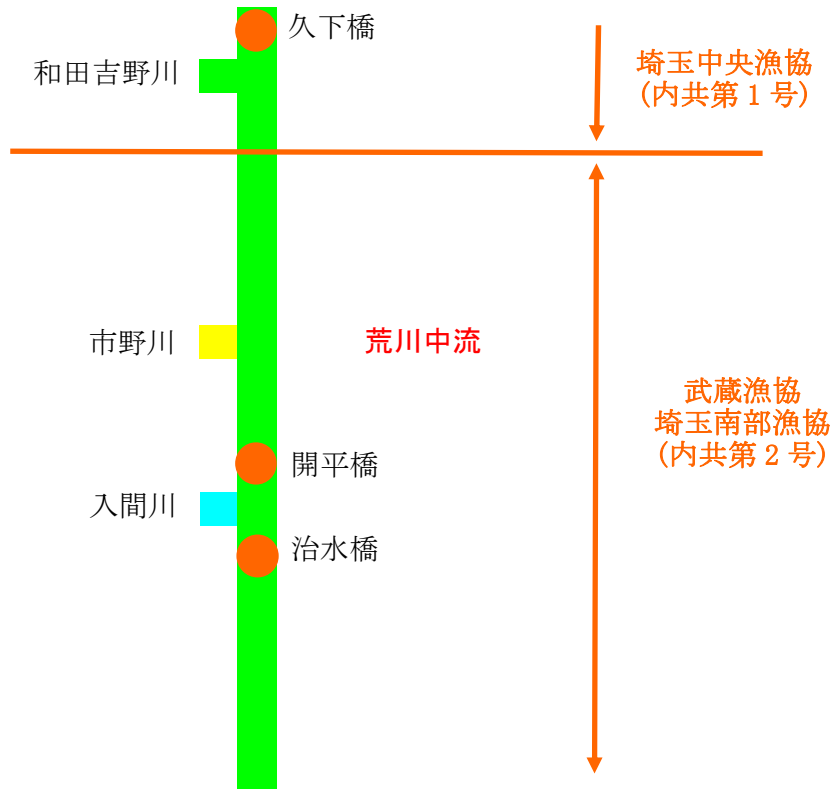 久下橋
和田吉野川
埼玉中央漁協
(内共第1号)
市野川
荒川中流
武蔵漁協
埼玉南部漁協
(内共第2号)
開平橋
入間川
治水橋